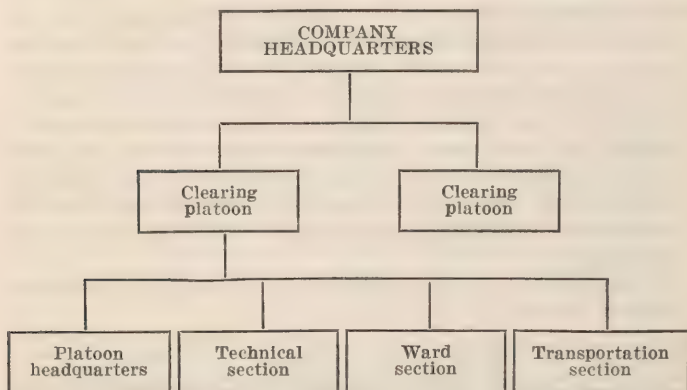 COMPANY
HEADQUARTERS
Clearing
platoon
Clearing
platoon
Platoon
headquarters
Technical
section
Ward
section
Transportation
section